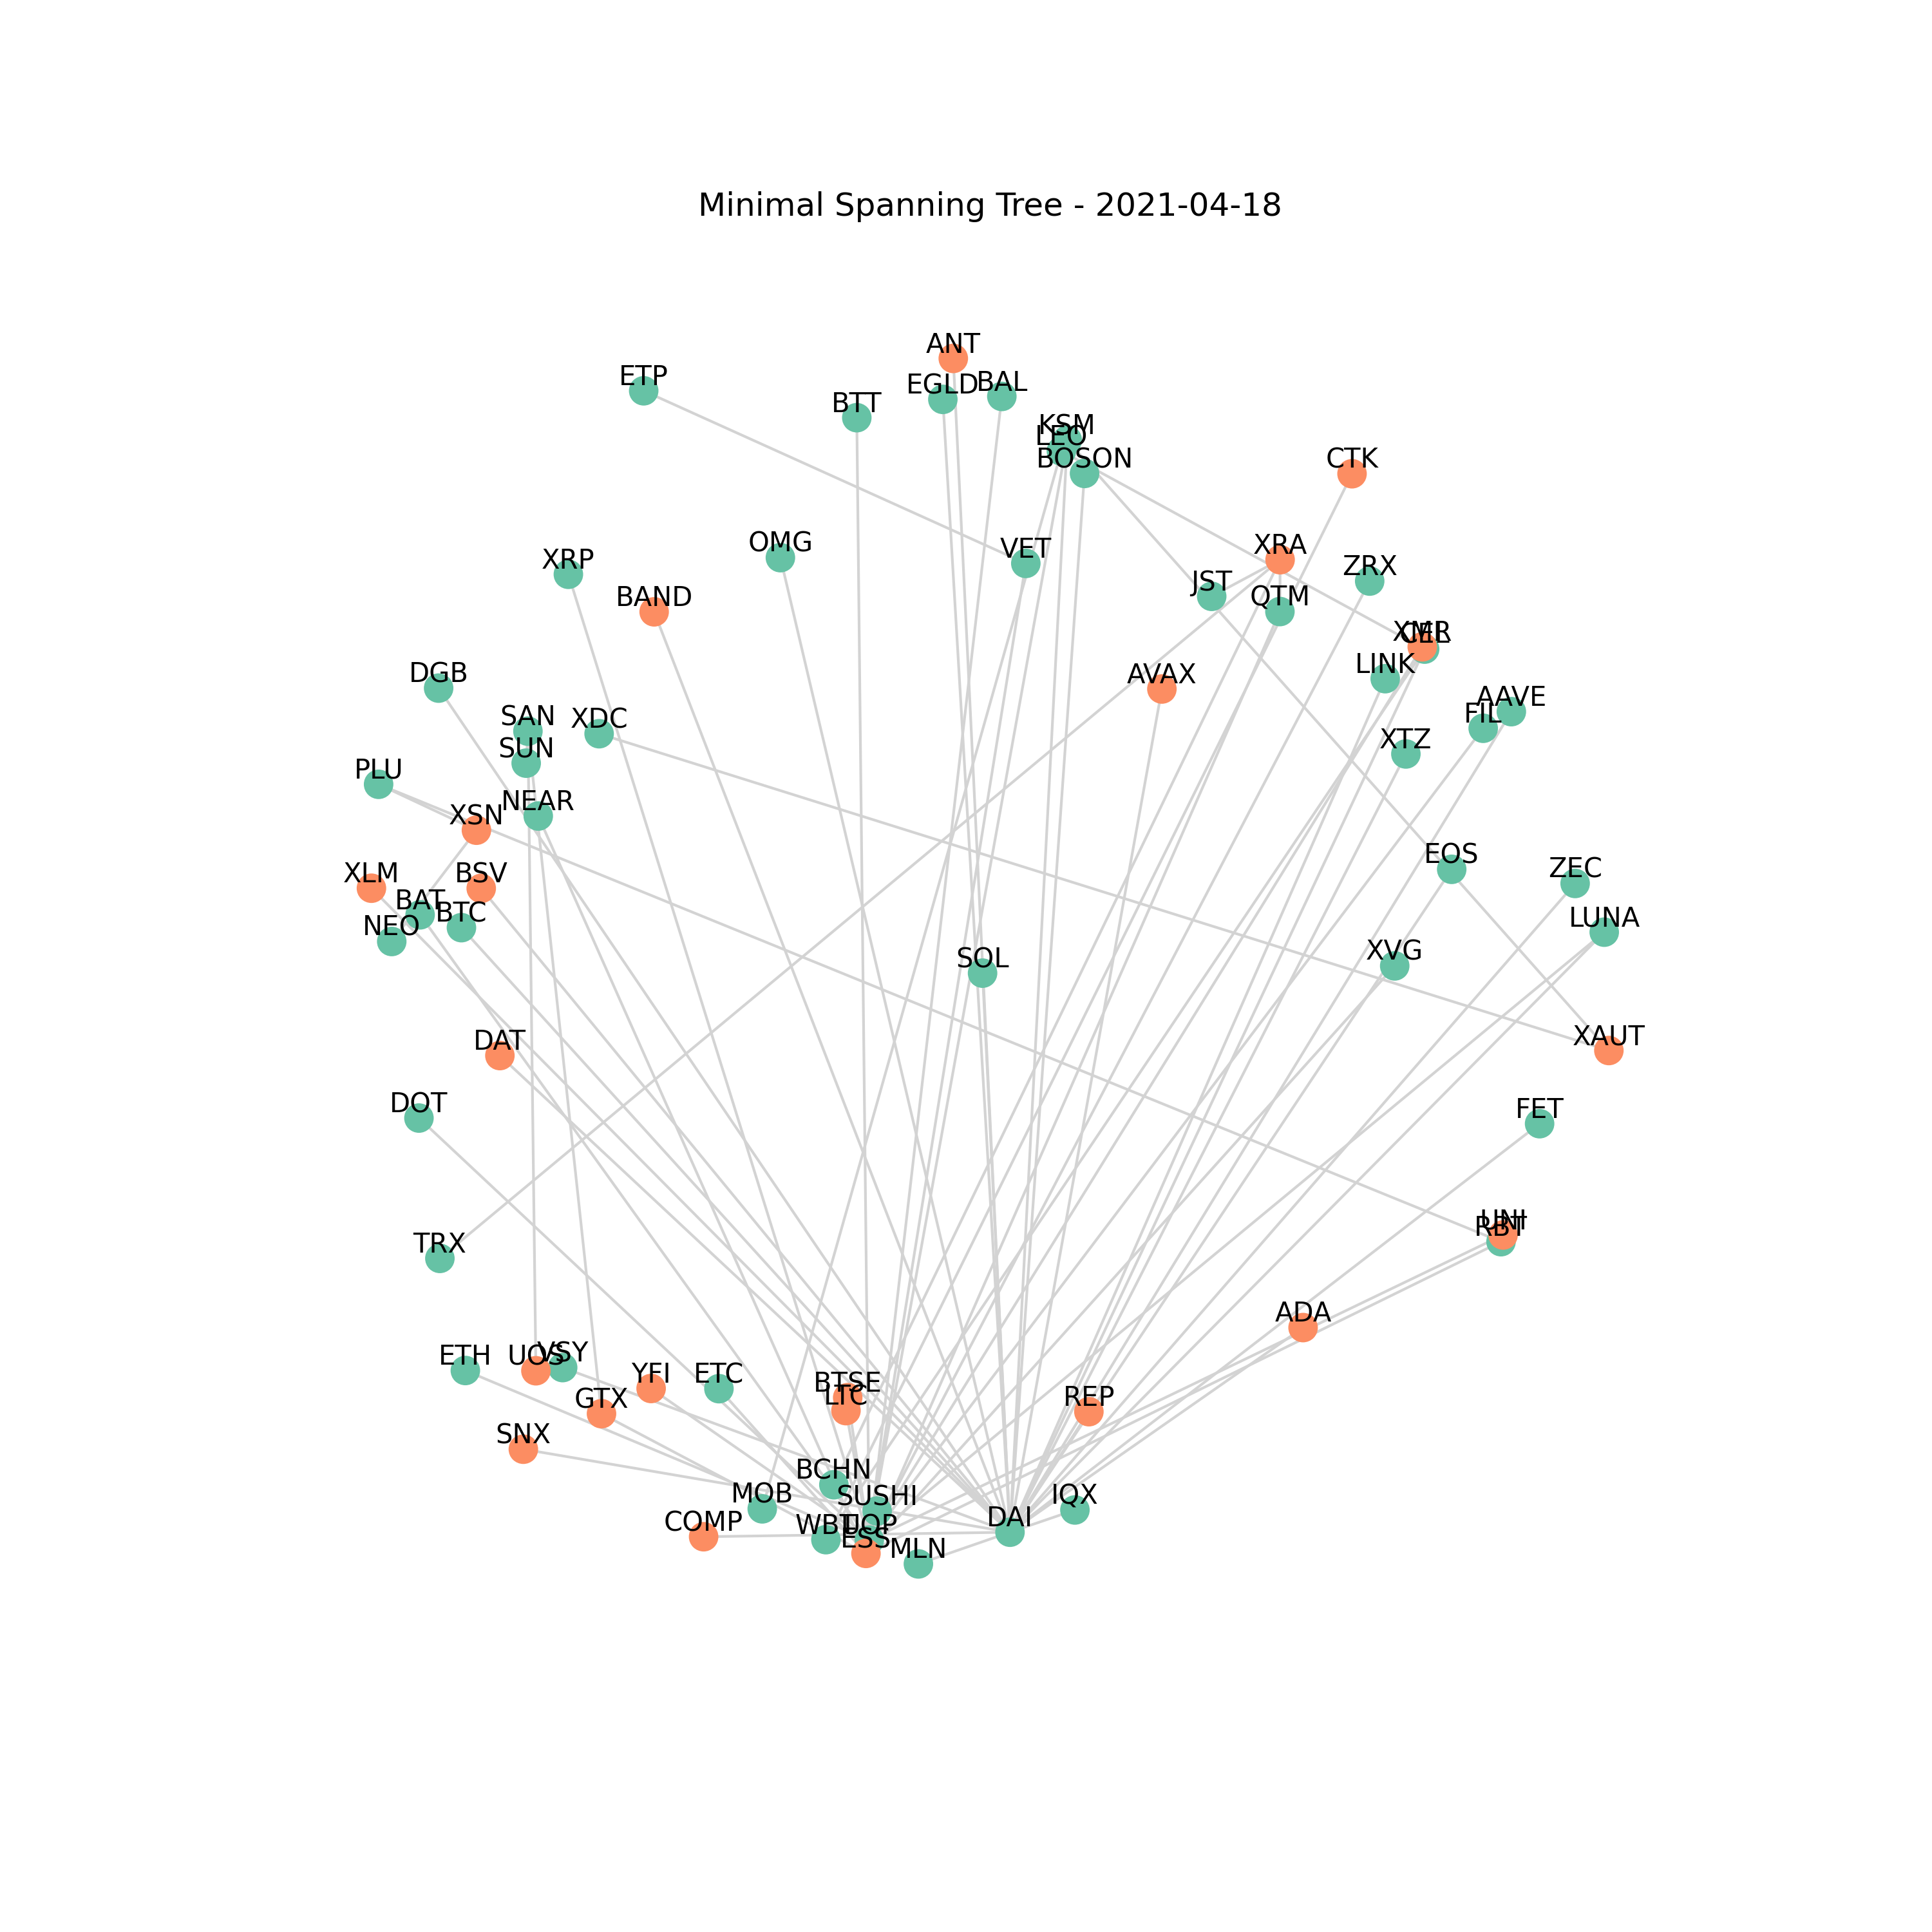 Minimal Spanning Tree - 2021-04-18
ANT
ETP
EGLD
BAL
BTT
KSM
LEO
BOSON
CTK
OMG
VET
XRA
XRP
ZRX
JST
BAND
QTM
XMR
CEL
LINK
DGB
AVAX
AAVE
SAN
XDC
FIL
SUN
XTZ
PLU
NEAR
XSN
EOS
XLM
BSV
ZEC
BAT
BTC
LUNA
NEO
XVG
SOL
DAT
XAUT
DOT
FET
UNI
RBT
TRX
ADA
ETH
UOS
VSY
YFI
ETC
BTSE
LTC
REP
GTX
SNX
BCHN
MOB
SUSHI
IQX
COMP
WBT
UOP
DAI
ESS
MLN